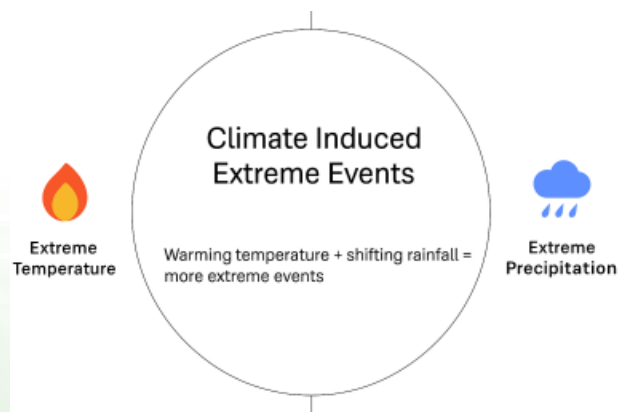 Climate Induced
Extreme Events
Extreme
Temperature
Warming temperature + shifting rainfall =
more extreme events
Extreme
Precipitation